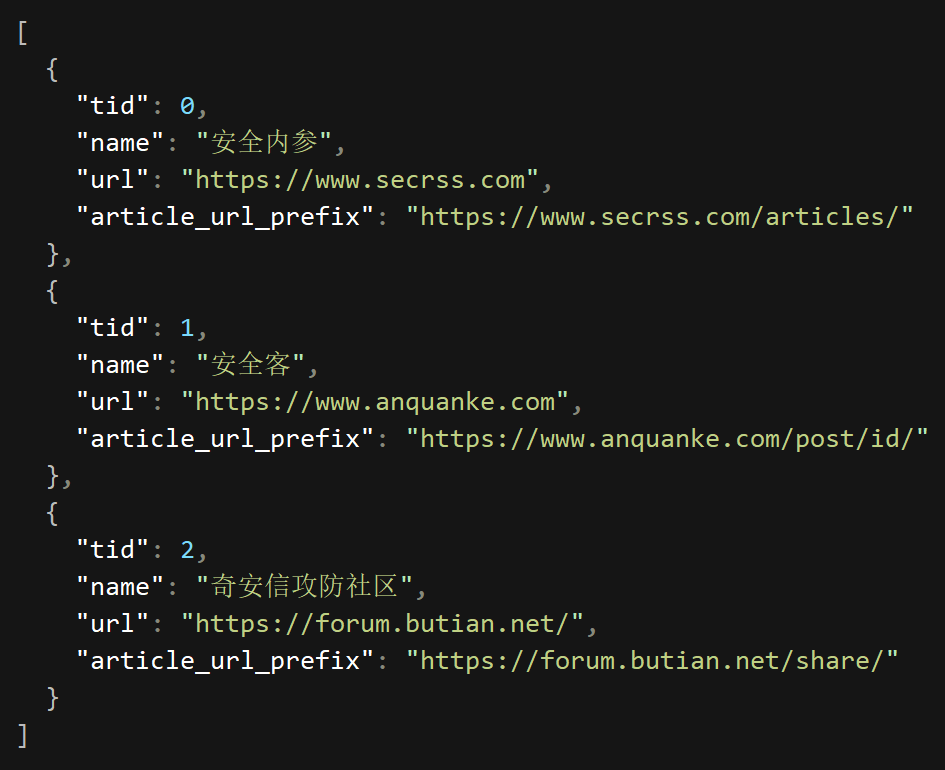 [
  {
    "tid": 0,
    "name": "安全内参",
    "url": "https://www.secrss.com",
    "article_url_prefix": "https://www.secrss.com/articles/"
  },
  {
    "tid": 1,
    "name": "安全客",
    "url": "https://www.anquanke.com",
    "article_url_prefix": "https://www.anquanke.com/post/id/"
  },
  {
    "tid": 2,
    "name": "奇安信攻防社区",
    "url": "https://forum.butian.net/",
    "article_url_prefix": "https://forum.butian.net/share/"
  }
]